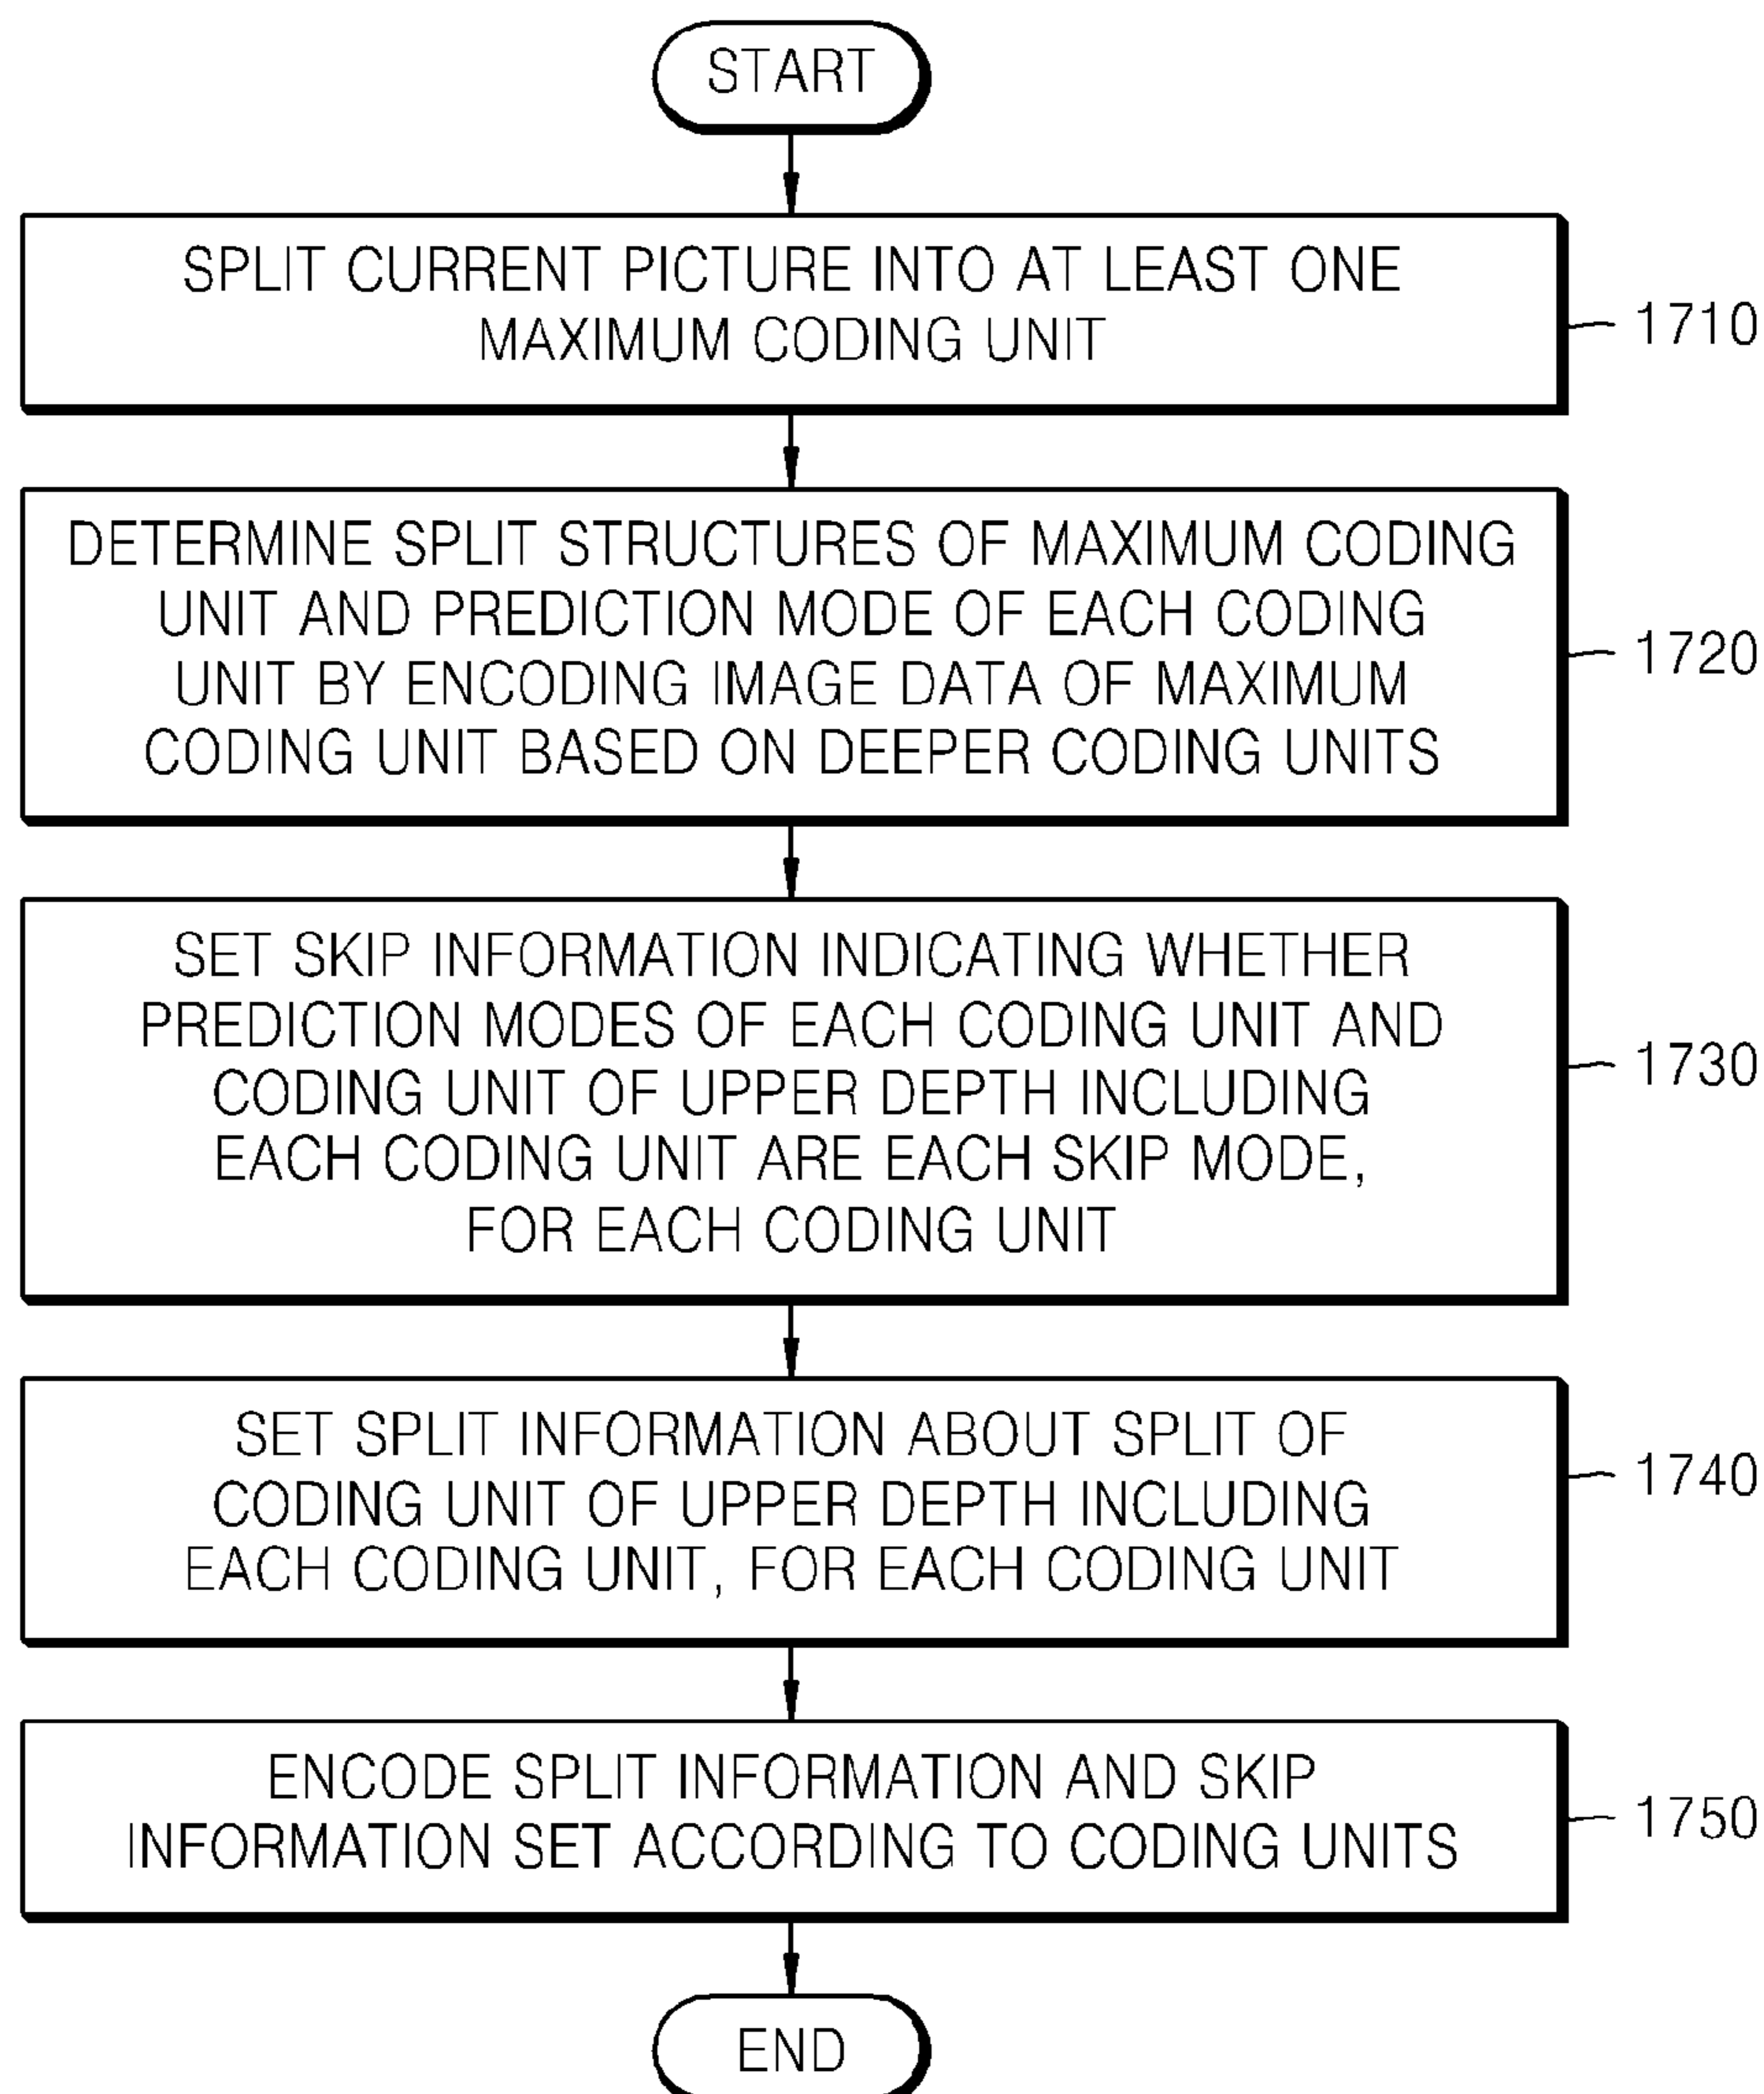 START
SPLIT CURRENT PICTURE INTO AT LEAST ONE
MAXIMUM CODING UNIT
1710
DETERMINE SPLIT STRUCTURES OF MAXIMUM CODING
UNIT AND PREDICTION MODE OF EACH CODING
UNIT BY ENCODING IMAGE DATA OF MAXIMUM
CODING UNIT BASED ON DEEPER CODING UNITS
1720
SET SKIP INFORMATION INDICATING WHETHER
PREDICTION MODES OF EACH CODING UNIT AND
CODING UNIT OF UPPER DEPTH INCLUDING
EACH CODING UNIT ARE EACH SKIP MODE,
FOR EACH CODING UNIT
1730
SET SPLIT INFORMATION ABOUT SPLIT OF
CODING UNIT OF UPPER DEPTH INCLUDING
EACH CODING UNIT, FOR EACH CODING UNIT
1740
ENCODE SPLIT INFORMATION AND SKIP
INFORMATION SET ACCORDING TO CODING UNITS
1750
END